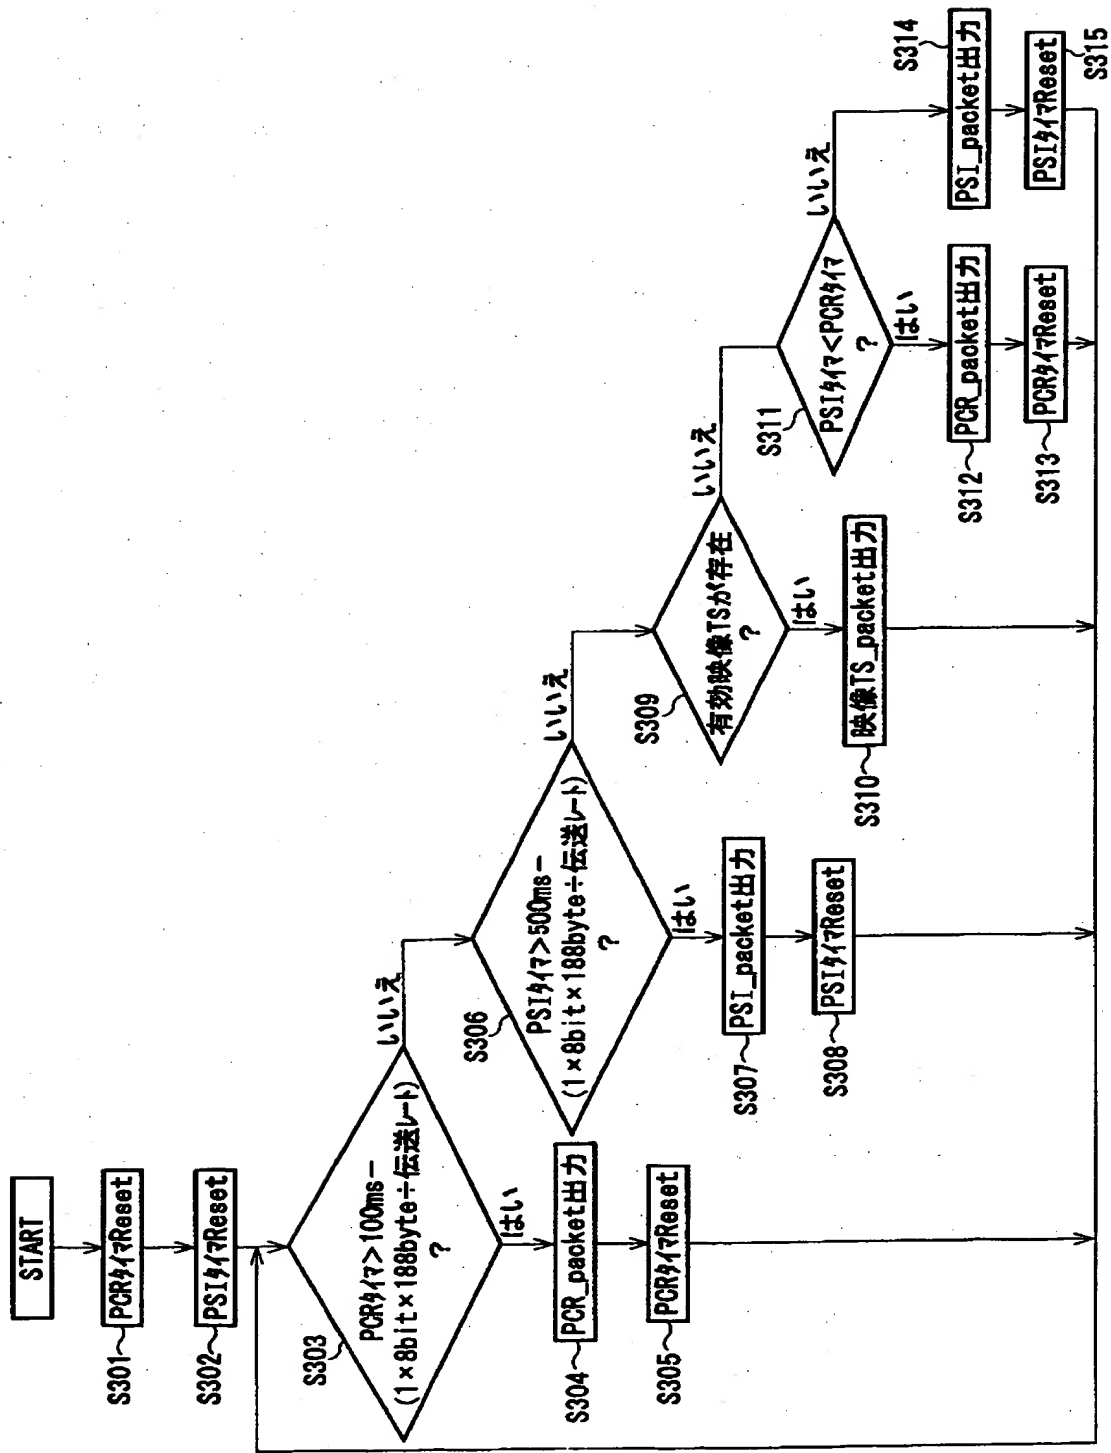 START
S301
PCRﾀｲﾏReset
S302
PSIﾀｲﾏReset
S303
PCRﾀｲﾏ>100ms-
(1×8bit×188byte÷伝送ﾚｰﾄ)
?
はい
いいえ
S304
PCR_packet出力
S305
PCRﾀｲﾏReset
S306
PSIﾀｲﾏ>500ms-
(1×8bit×188byte÷伝送ﾚｰﾄ)
?
はい
いいえ
S307
PSI_packet出力
S308
PSIﾀｲﾏReset
S309
有効映像TSが存在
?
はい
いいえ
S310
映像TS_packet出力
S311
PSIﾀｲﾏ<PCRﾀｲﾏ
?
はい
いいえ
S312
PCR_packet出力
S313
PCRﾀｲﾏReset
S314
PSI_packet出力
PSIﾀｲﾏReset
S315